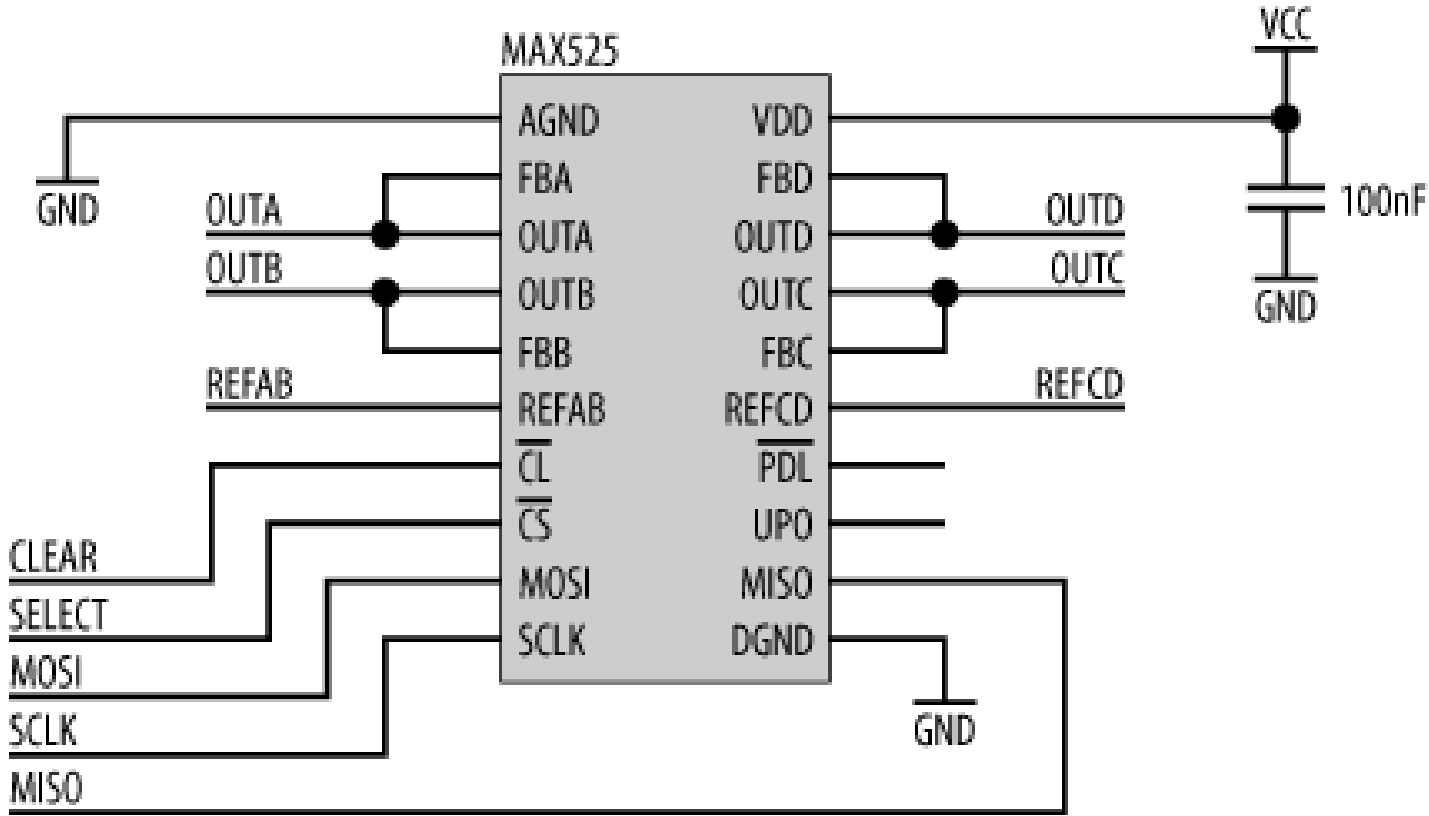 MAX525
VCC
AGND VDD
GND
FBA FBD
OUTA OUTA OUTD OUTD
100nF
OUTB OUTB OUTC OUTC
GND
FBB FBC
REFAB REFAB REFCD REFCD
CL PDL
CS UPO
CLEAR
MOSI MISO
SELECT
SCLK DGND
MOSI
SCLK
GND
MISO